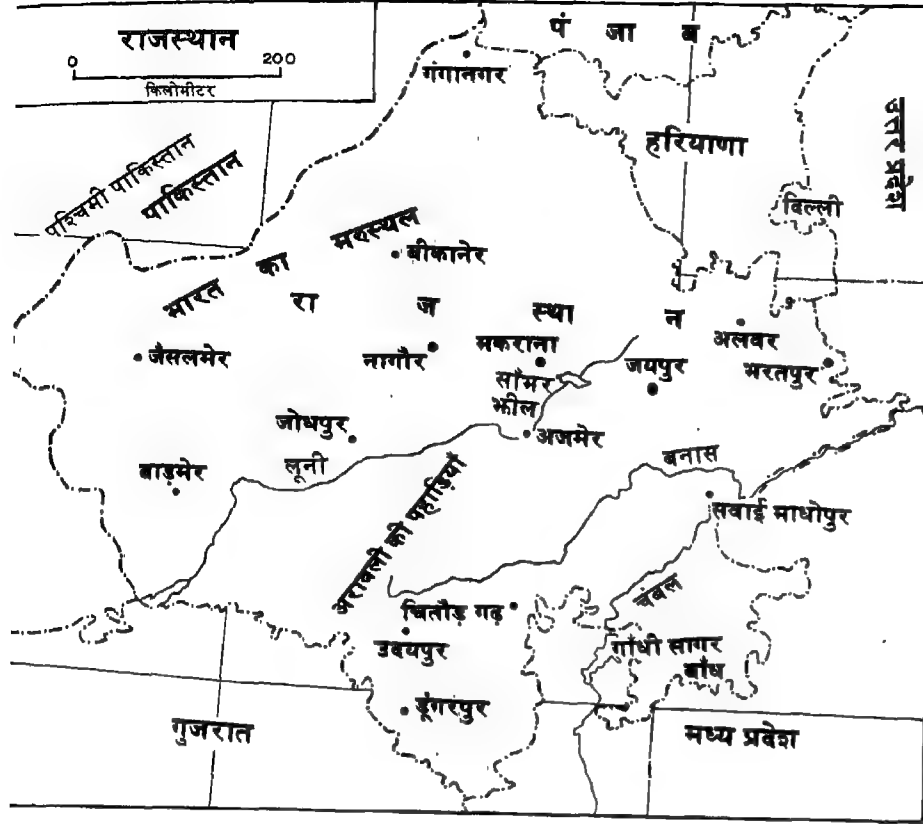 राजस्थान
0 200
किलोमीटर
पंजाब
गंगानगर
हरियाणा
उत्तर प्रदेश
पश्चिमी पाकिस्तान
पाकिस्तान
दिल्ली
भारत का मरुस्थल
बीकानेर
राजस्थान
अलवर
जैसलमेर
नागौर
मकराना
जयपुर
भरतपुर
साँभर
झील
जोधपुर
अजमेर
लूनी
बनास
बाड़मेर
अरावली की पहाड़ियाँ
सवाई माधोपुर
चंबल
चितौड़ गढ़
उदयपुर
गाँधी सागर
बाँध
डूंगरपुर
गुजरात
मध्य प्रदेश